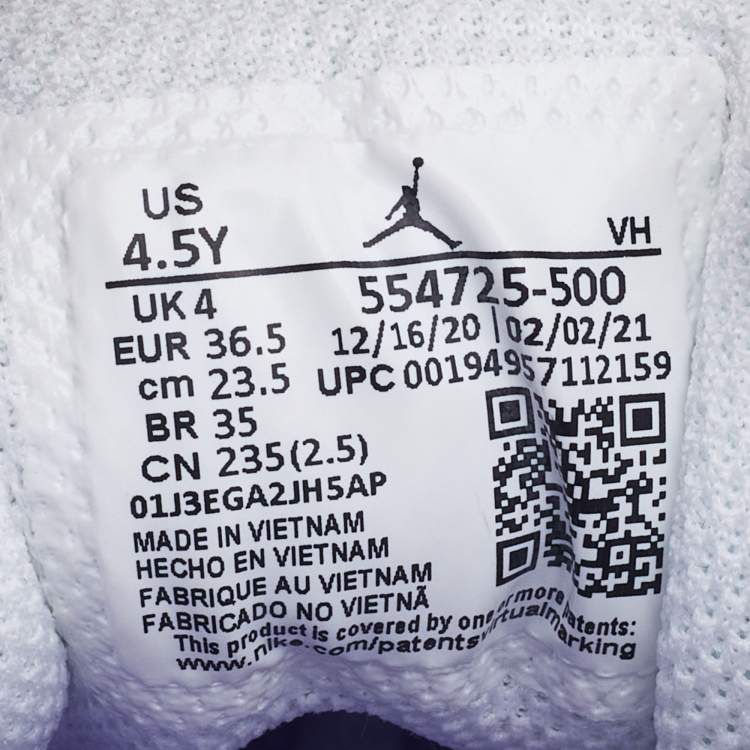 US
4.5Y
VH
UK 4
554725-500
EUR 36.5
12/16/20 | 02/02/21
cm 23.5
UPC 00194957112159
BR 35
CN 235(2.5)
01J3EGA2JH5AP
MADE IN VIETNAM
HECHO EN VIETNAM
FABRIQUE AU VIETNAM
FABRICADO NO VIETNÃ
This product is covered by one or more patents:
www.nike.com/patentsvirtualmarking